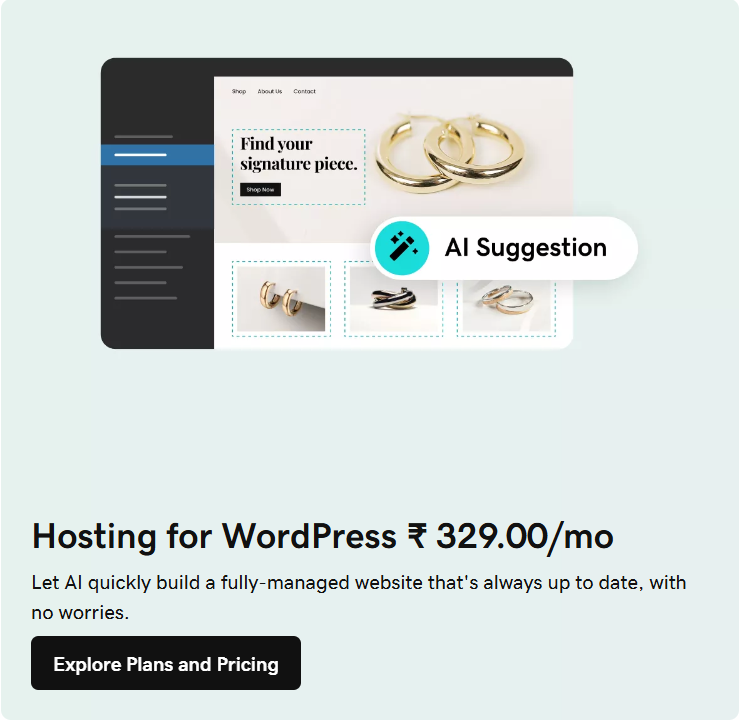 Shop About Us Contact
Find your
signature piece.
Shop Now
AI Suggestion
Hosting for WordPress ₹ 329.00/mo
Let AI quickly build a fully-managed website that's always up to date, with
no worries.
Explore Plans and Pricing